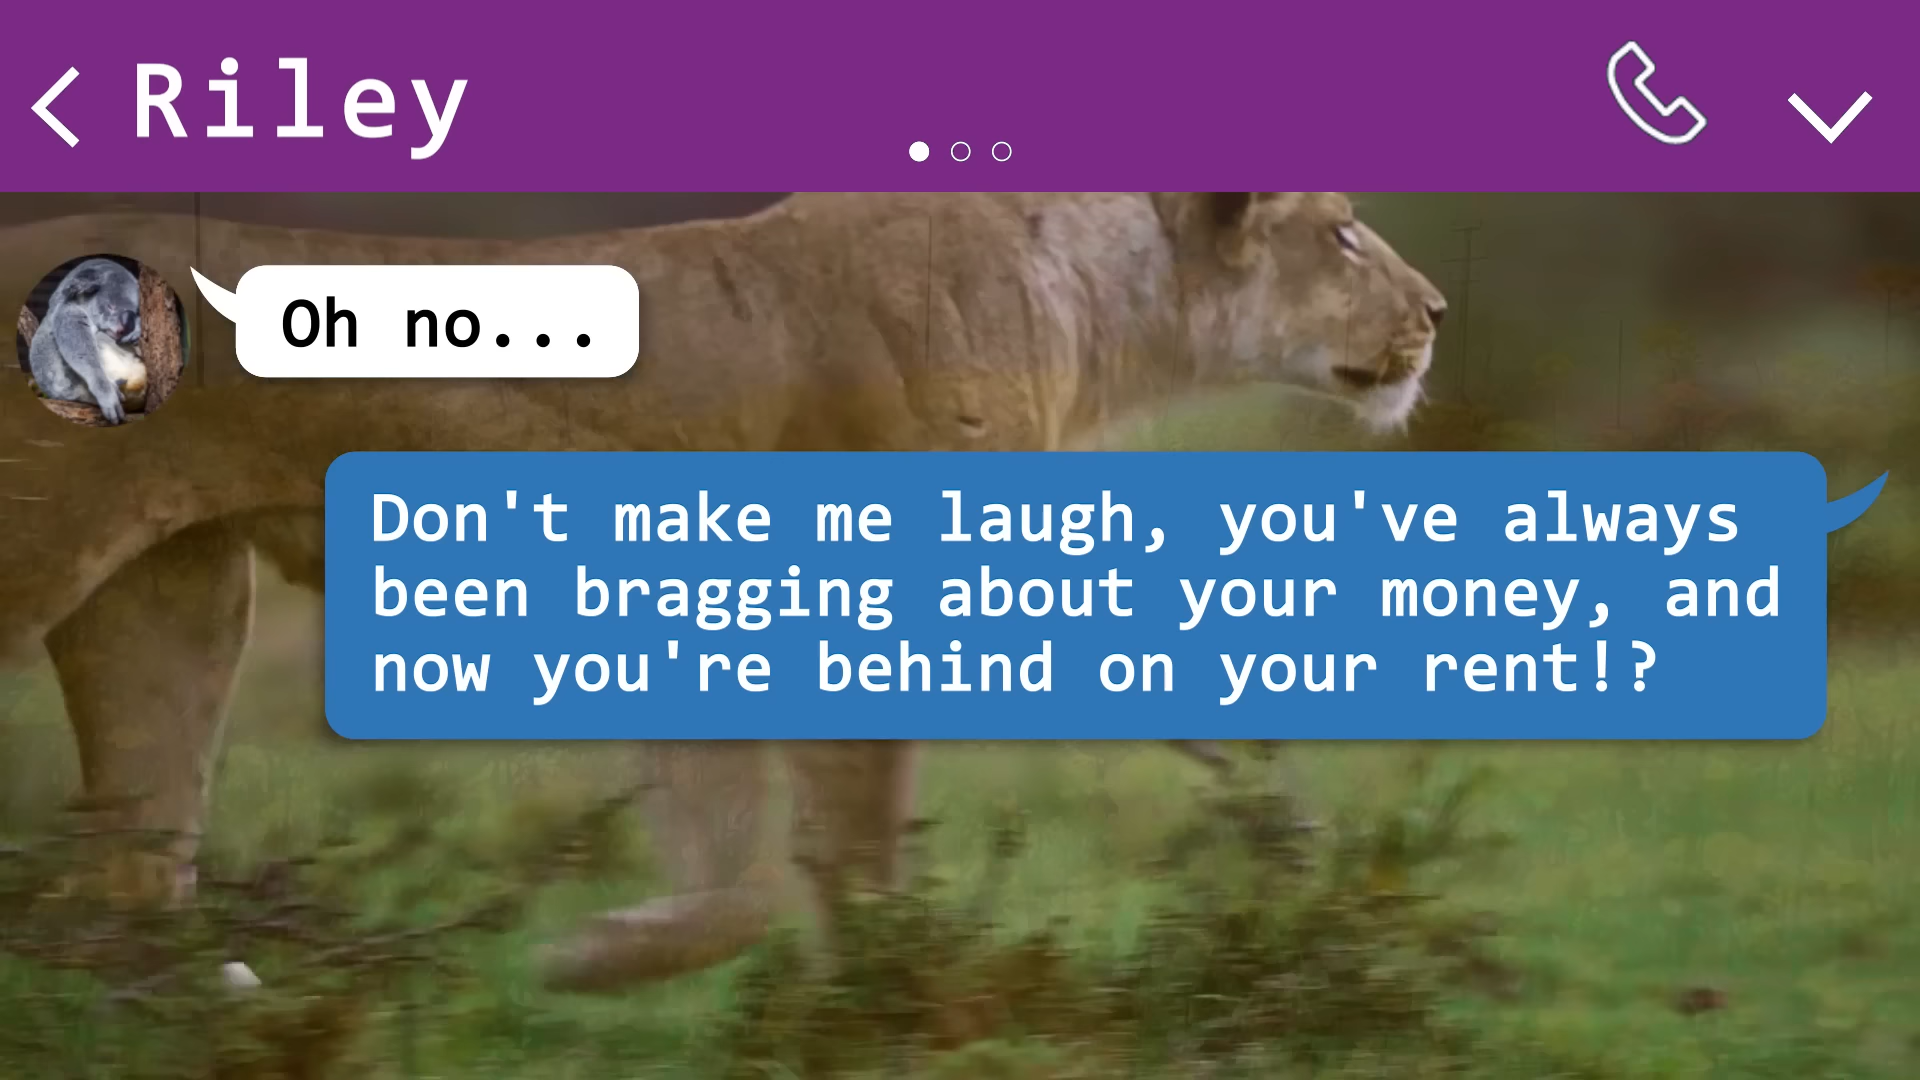 Riley
Oh no...
Don't make me laugh, you've always
been bragging about your money, and
now you're behind on your rent!?